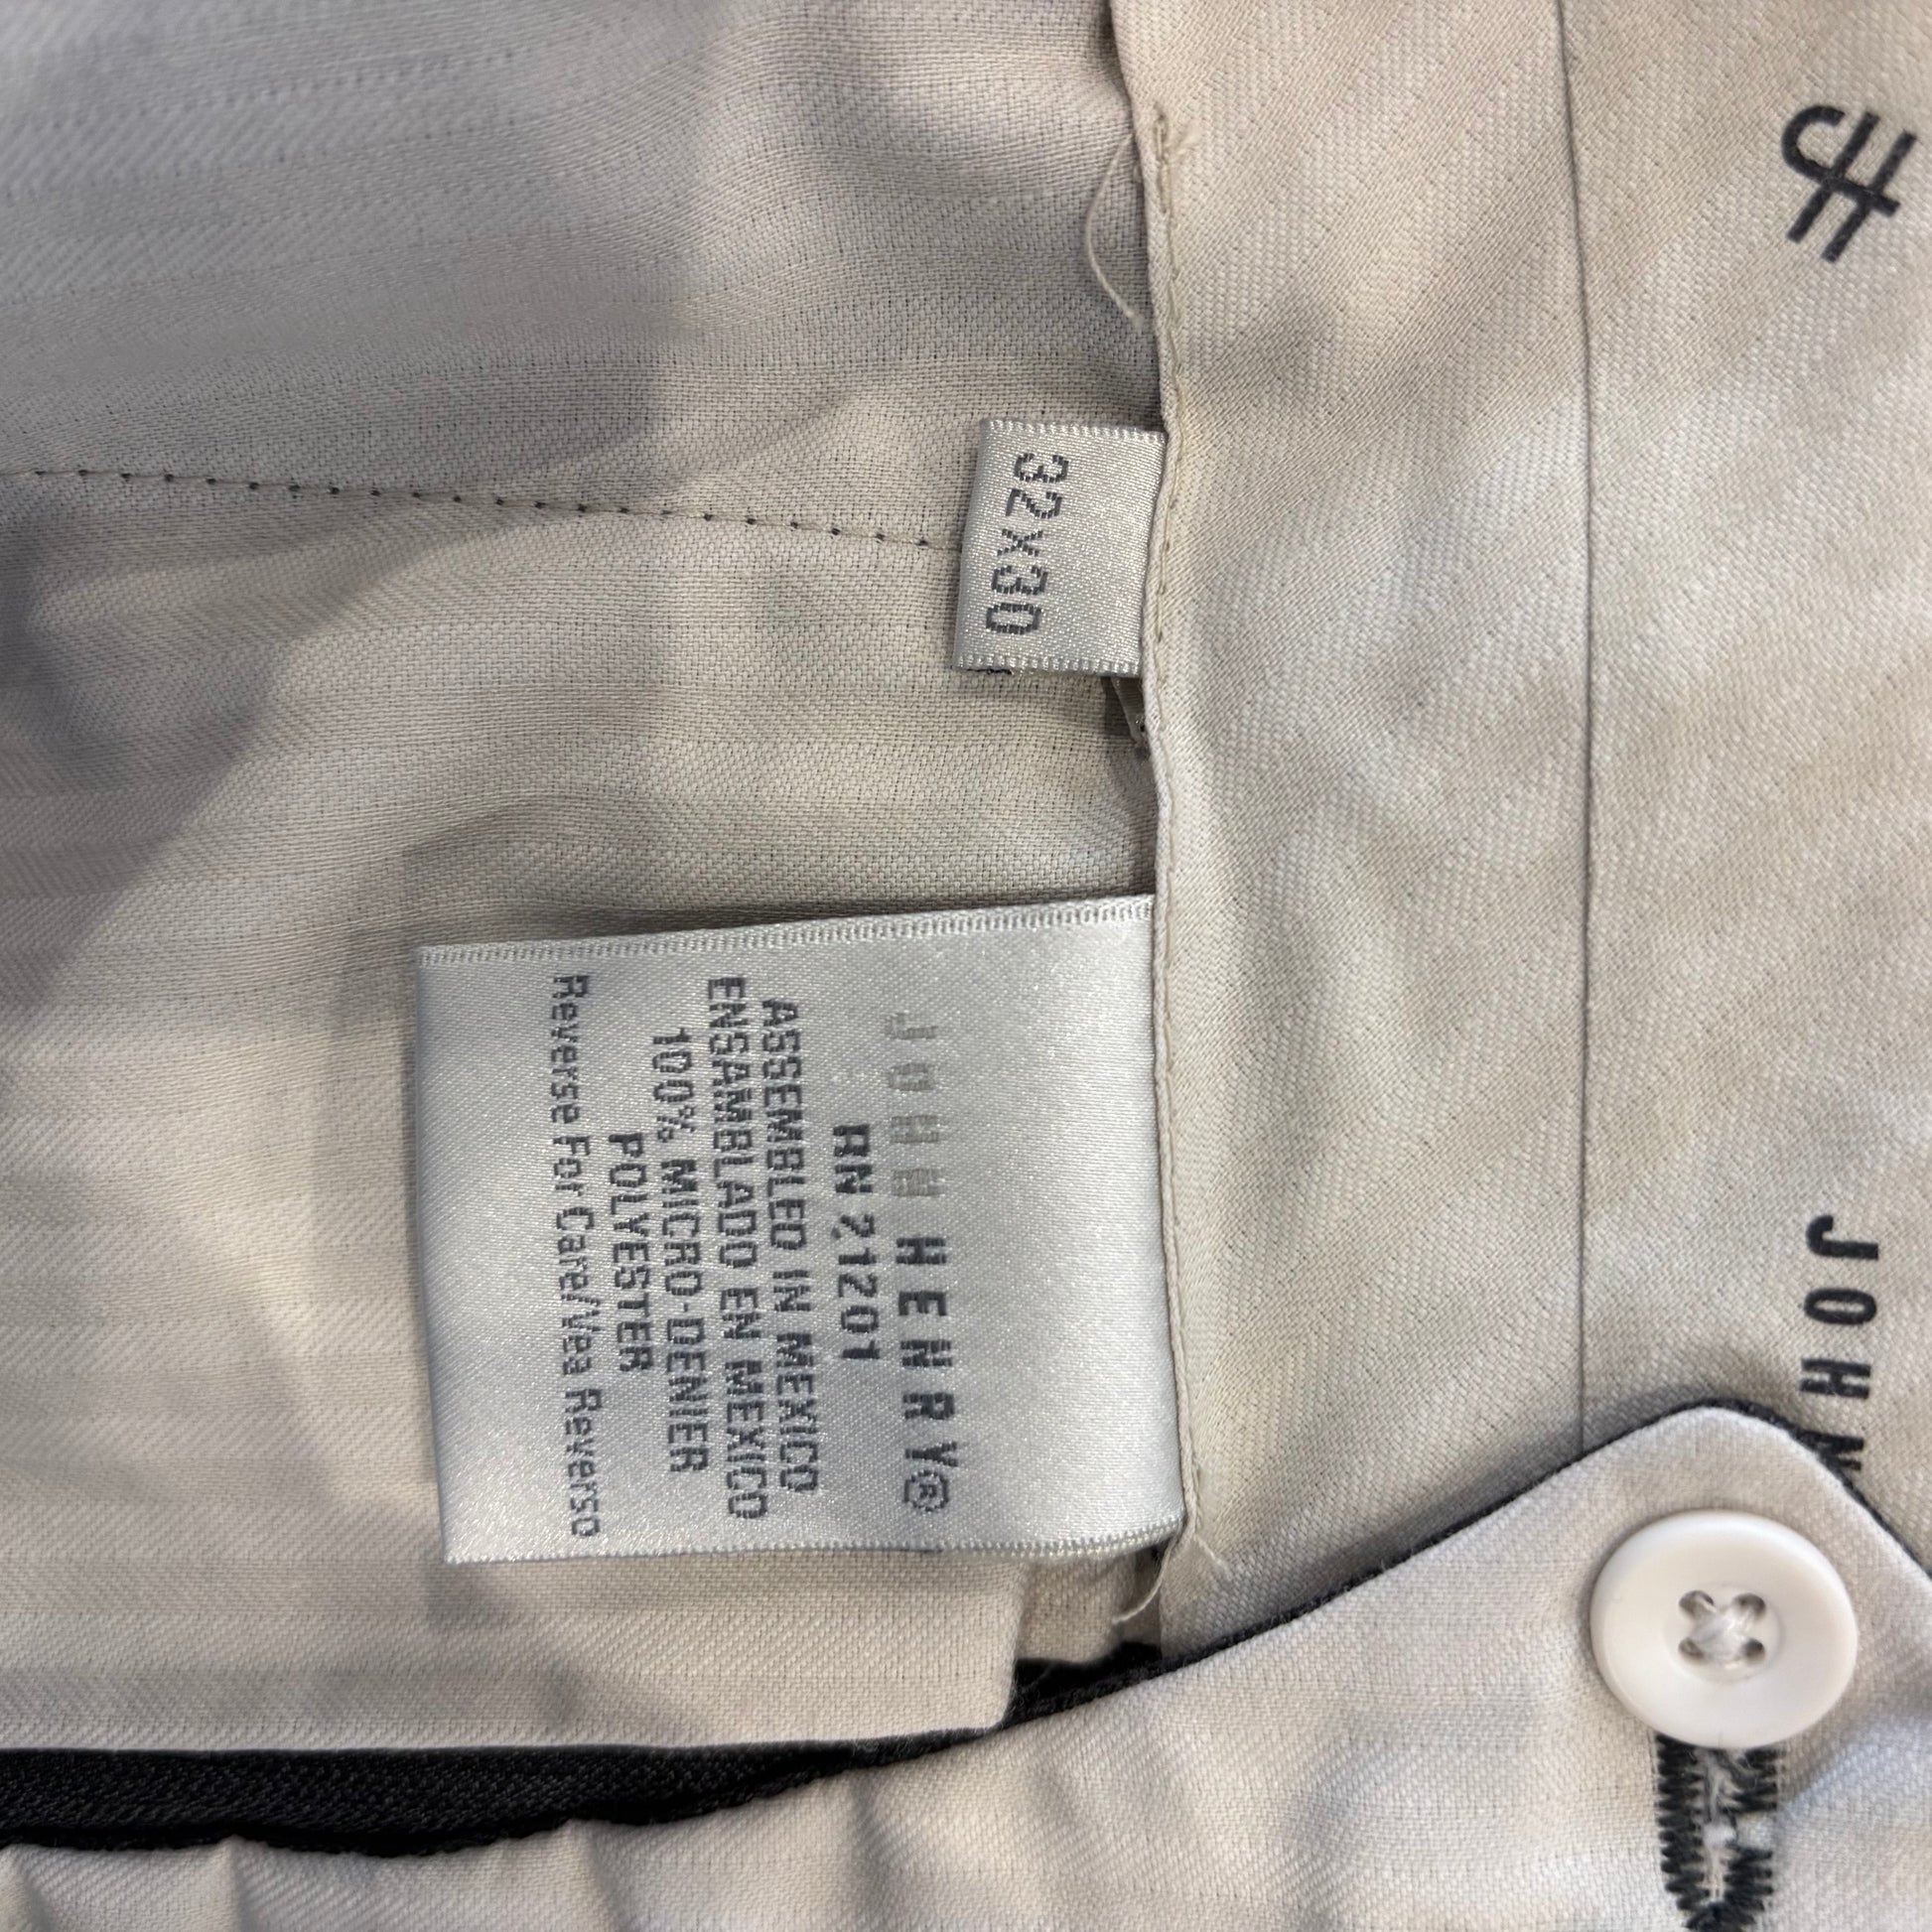 JH
JOHN
32x30
JOHN HENRY®
RN 21201
ASSEMBLED IN MEXICO
ENSAMBLADO EN MEXICO
100% MICRO-DENIER
POLYESTER
Reverse For Care/Vea Reverso